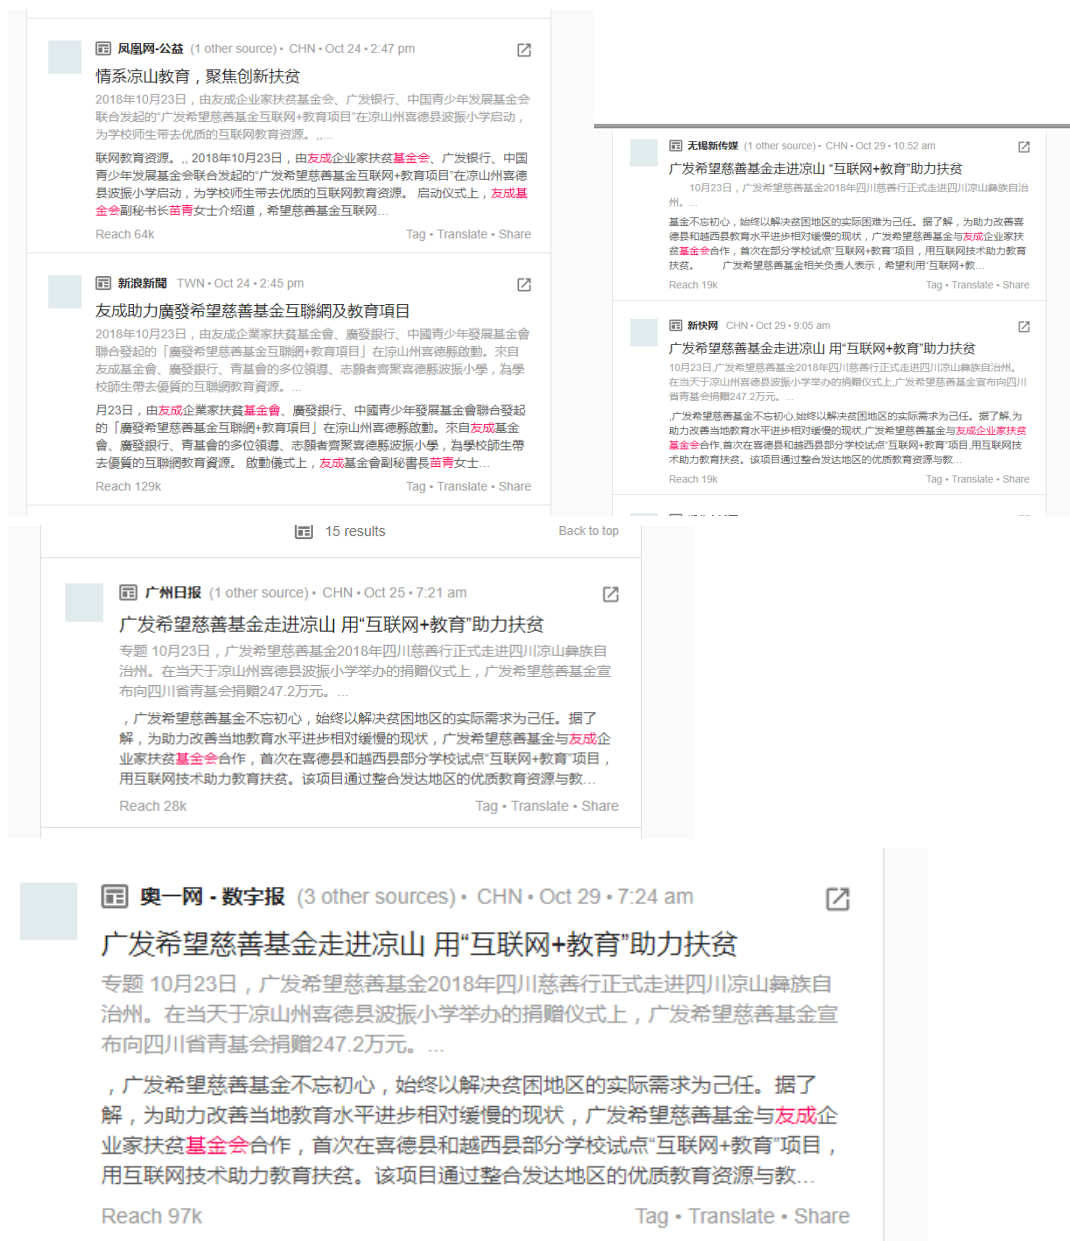 凤凰网-公益 (1 other source) • CHN • Oct 24 • 2:47 pm
情系凉山教育，聚焦创新扶贫
2018年10月23日，由友成企业家扶贫基金会、广发银行、中国青少年发展基金会
联合发起的“广发希望慈善基金互联网+教育项目”在凉山州喜德县波振小学启动，
为学校师生带去优质的互联网教育资源。,,...
联网教育资源。,, 2018年10月23日，由友成企业家扶贫基金会、广发银行、中国
青少年发展基金会联合发起的“广发希望慈善基金互联网+教育项目”在凉山州喜德
县波振小学启动，为学校师生带去优质的互联网教育资源。 启动仪式上，友成基
金会副秘书长苗青女士介绍道，希望慈善基金互联网...
Reach 64k
Tag • Translate • Share
新浪新聞 TWN • Oct 24 • 2:45 pm
友成助力廣發希望慈善基金互聯網及教育項目
2018年10月23日，由友成企業家扶貧基金會、廣發銀行、中國青少年發展基金會
聯合發起的「廣發希望慈善基金互聯網+教育項目」在涼山州喜德縣啟動。來自
友成基金會、廣發銀行、青基會的多位領導、志願者齊聚喜德縣波振小學，為學
校師生帶去優質的互聯網教育資源。...
月23日，由友成企業家扶貧基金會、廣發銀行、中國青少年發展基金會聯合發起
的「廣發希望慈善基金互聯網+教育項目」在涼山州喜德縣啟動。來自友成基金
會、廣發銀行、青基會的多位領導、志願者齊聚喜德縣波振小學，為學校師生帶
去優質的互聯網教育資源。 啟動儀式上，友成基金會副秘書長苗青女士...
Reach 129k
Tag • Translate • Share
无锡新传媒 (1 other source) • CHN • Oct 29 • 10:52 am
广发希望慈善基金走进凉山 “互联网+教育”助力扶贫
10月23日，广发希望慈善基金2018年四川慈善行正式走进四川凉山彝族自治
州。...
基金不忘初心，始终以解决贫困地区的实际困难为己任。据了解，为助力改善喜
德县和越西县教育水平进步相对缓慢的现状，广发希望慈善基金与友成企业家扶
贫基金会合作，首次在部分学校试点“互联网+教育”项目，用互联网技术助力教育
扶贫。 广发希望慈善基金相关负责人表示，希望利用“互联网+教...
Reach 19k
Tag • Translate • Share
新快网 CHN • Oct 29 • 9:05 am
广发希望慈善基金走进凉山 用“互联网+教育”助力扶贫
10月23日,广发希望慈善基金2018年四川慈善行正式走进四川凉山彝族自治州。
在当天于凉山州喜德县波振小学举办的捐赠仪式上,广发希望慈善基金宣布向四川
省青基会捐赠247.2万元。...
,广发希望慈善基金不忘初心,始终以解决贫困地区的实际需求为己任。据了解,为
助力改善当地教育水平进步相对缓慢的现状,广发希望慈善基金与友成企业家扶贫
基金会合作,首次在喜德县和越西县部分学校试点“互联网+教育”项目,用互联网技
术助力教育扶贫。该项目通过整合发达地区的优质教育资源与教...
Reach 19k
Tag • Translate • Share
15 results
Back to top
广州日报 (1 other source) • CHN • Oct 25 • 7:21 am
广发希望慈善基金走进凉山 用“互联网+教育”助力扶贫
专题 10月23日，广发希望慈善基金2018年四川慈善行正式走进四川凉山彝族自
治州。在当天于凉山州喜德县波振小学举办的捐赠仪式上，广发希望慈善基金宣
布向四川省青基会捐赠247.2万元。...
，广发希望慈善基金不忘初心，始终以解决贫困地区的实际需求为己任。据了
解，为助力改善当地教育水平进步相对缓慢的现状，广发希望慈善基金与友成企
业家扶贫基金会合作，首次在喜德县和越西县部分学校试点“互联网+教育”项目，
用互联网技术助力教育扶贫。该项目通过整合发达地区的优质教育资源与教...
Reach 28k
Tag • Translate • Share
奥一网 - 数字报 (3 other sources) • CHN • Oct 29 • 7:24 am
广发希望慈善基金走进凉山 用“互联网+教育”助力扶贫
专题 10月23日，广发希望慈善基金2018年四川慈善行正式走进四川凉山彝族自
治州。在当天于凉山州喜德县波振小学举办的捐赠仪式上，广发希望慈善基金宣
布向四川省青基会捐赠247.2万元。...
，广发希望慈善基金不忘初心，始终以解决贫困地区的实际需求为己任。据了
解，为助力改善当地教育水平进步相对缓慢的现状，广发希望慈善基金与友成企
业家扶贫基金会合作，首次在喜德县和越西县部分学校试点“互联网+教育”项目，
用互联网技术助力教育扶贫。该项目通过整合发达地区的优质教育资源与教...
Reach 97k
Tag • Translate • Share